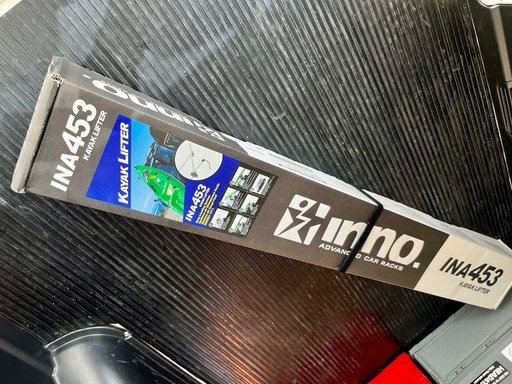 INA453
KAYAK LIFTER
inno
KAYAK LIFTER
INA453
inno.
ADVANCED CAR RACKS
INA453
KAYAK LIFTER